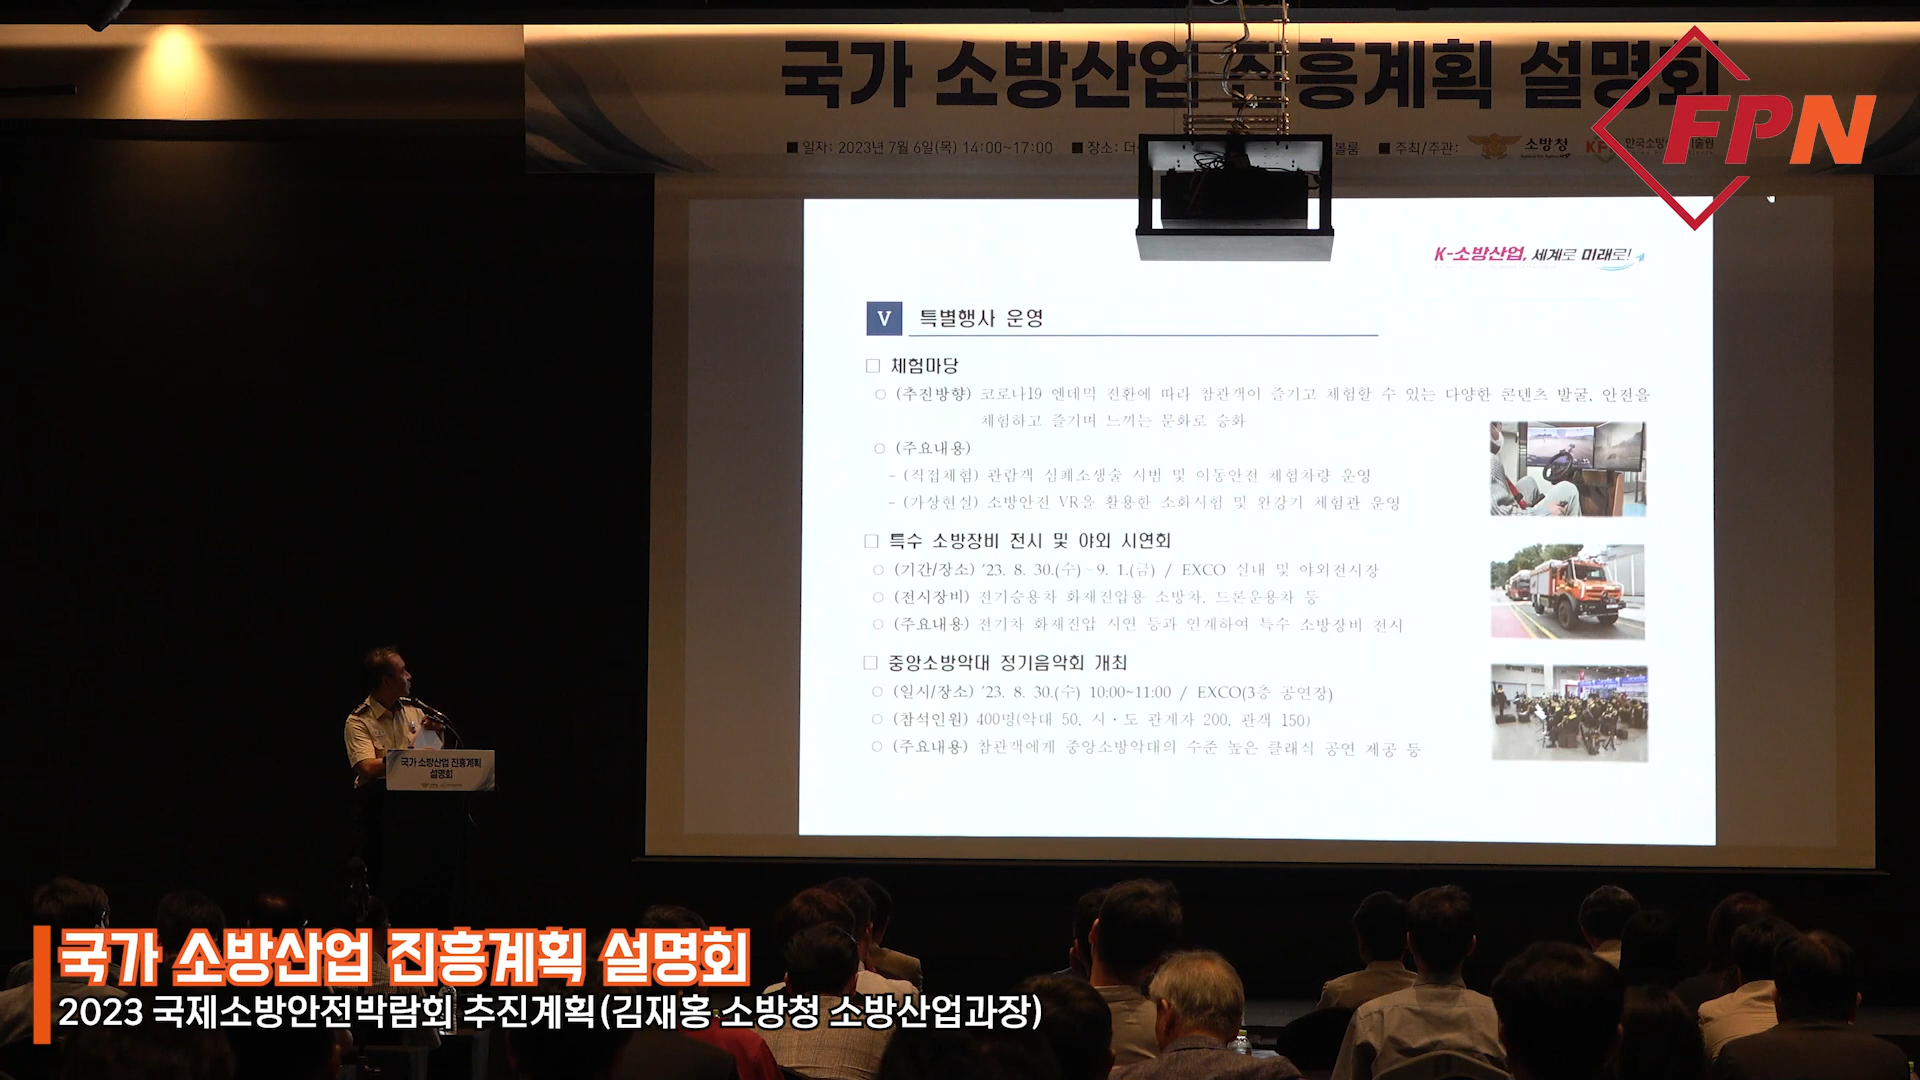 국가 소방산업 진흥계획 설명회
■ 일자: 2023년 7월 6일(목) 14:00~17:00 ■ 장소: 더 볼룸 ■ 주최/주관: 소방청
FPN
K-소방산업, 세계로 미래로!
V 특별행사 운영
□ 체험마당
○ (추진방향) 코로나19 엔데믹 전환에 따라 참관객이 즐기고 체험할 수 있는 다양한 콘텐츠 발굴, 안전을
체험하고 즐기며 느끼는 문화로 승화
○ (주요내용)
- (직접체험) 관람객 심폐소생술 시범 및 이동안전 체험차량 운영
- (가상현실) 소방안전 VR을 활용한 소화시험 및 완강기 체험관 운영
□ 특수 소방장비 전시 및 야외 시연회
○ (기간/장소) '23. 8. 30.(수)~9. 1.(금) / EXCO 실내 및 야외전시장
○ (전시장비) 전기승용차 화재진압용 소방차, 드론운용차 등
○ (주요내용) 전기차 화재진압 시연 등과 연계하여 특수 소방장비 전시
□ 중앙소방악대 정기음악회 개최
○ (일시/장소) '23. 8. 30.(수) 10:00~11:00 / EXCO(3층 공연장)
○ (참석인원) 400명(악대 50, 시·도 관계자 200, 관객 150)
○ (주요내용) 참관객에게 중앙소방악대의 수준 높은 클래식 공연 제공 등
국가 소방산업 진흥계획
설명회
국가 소방산업 진흥계획 설명회
2023 국제소방안전박람회 추진계획(김재홍 소방청 소방산업과장)